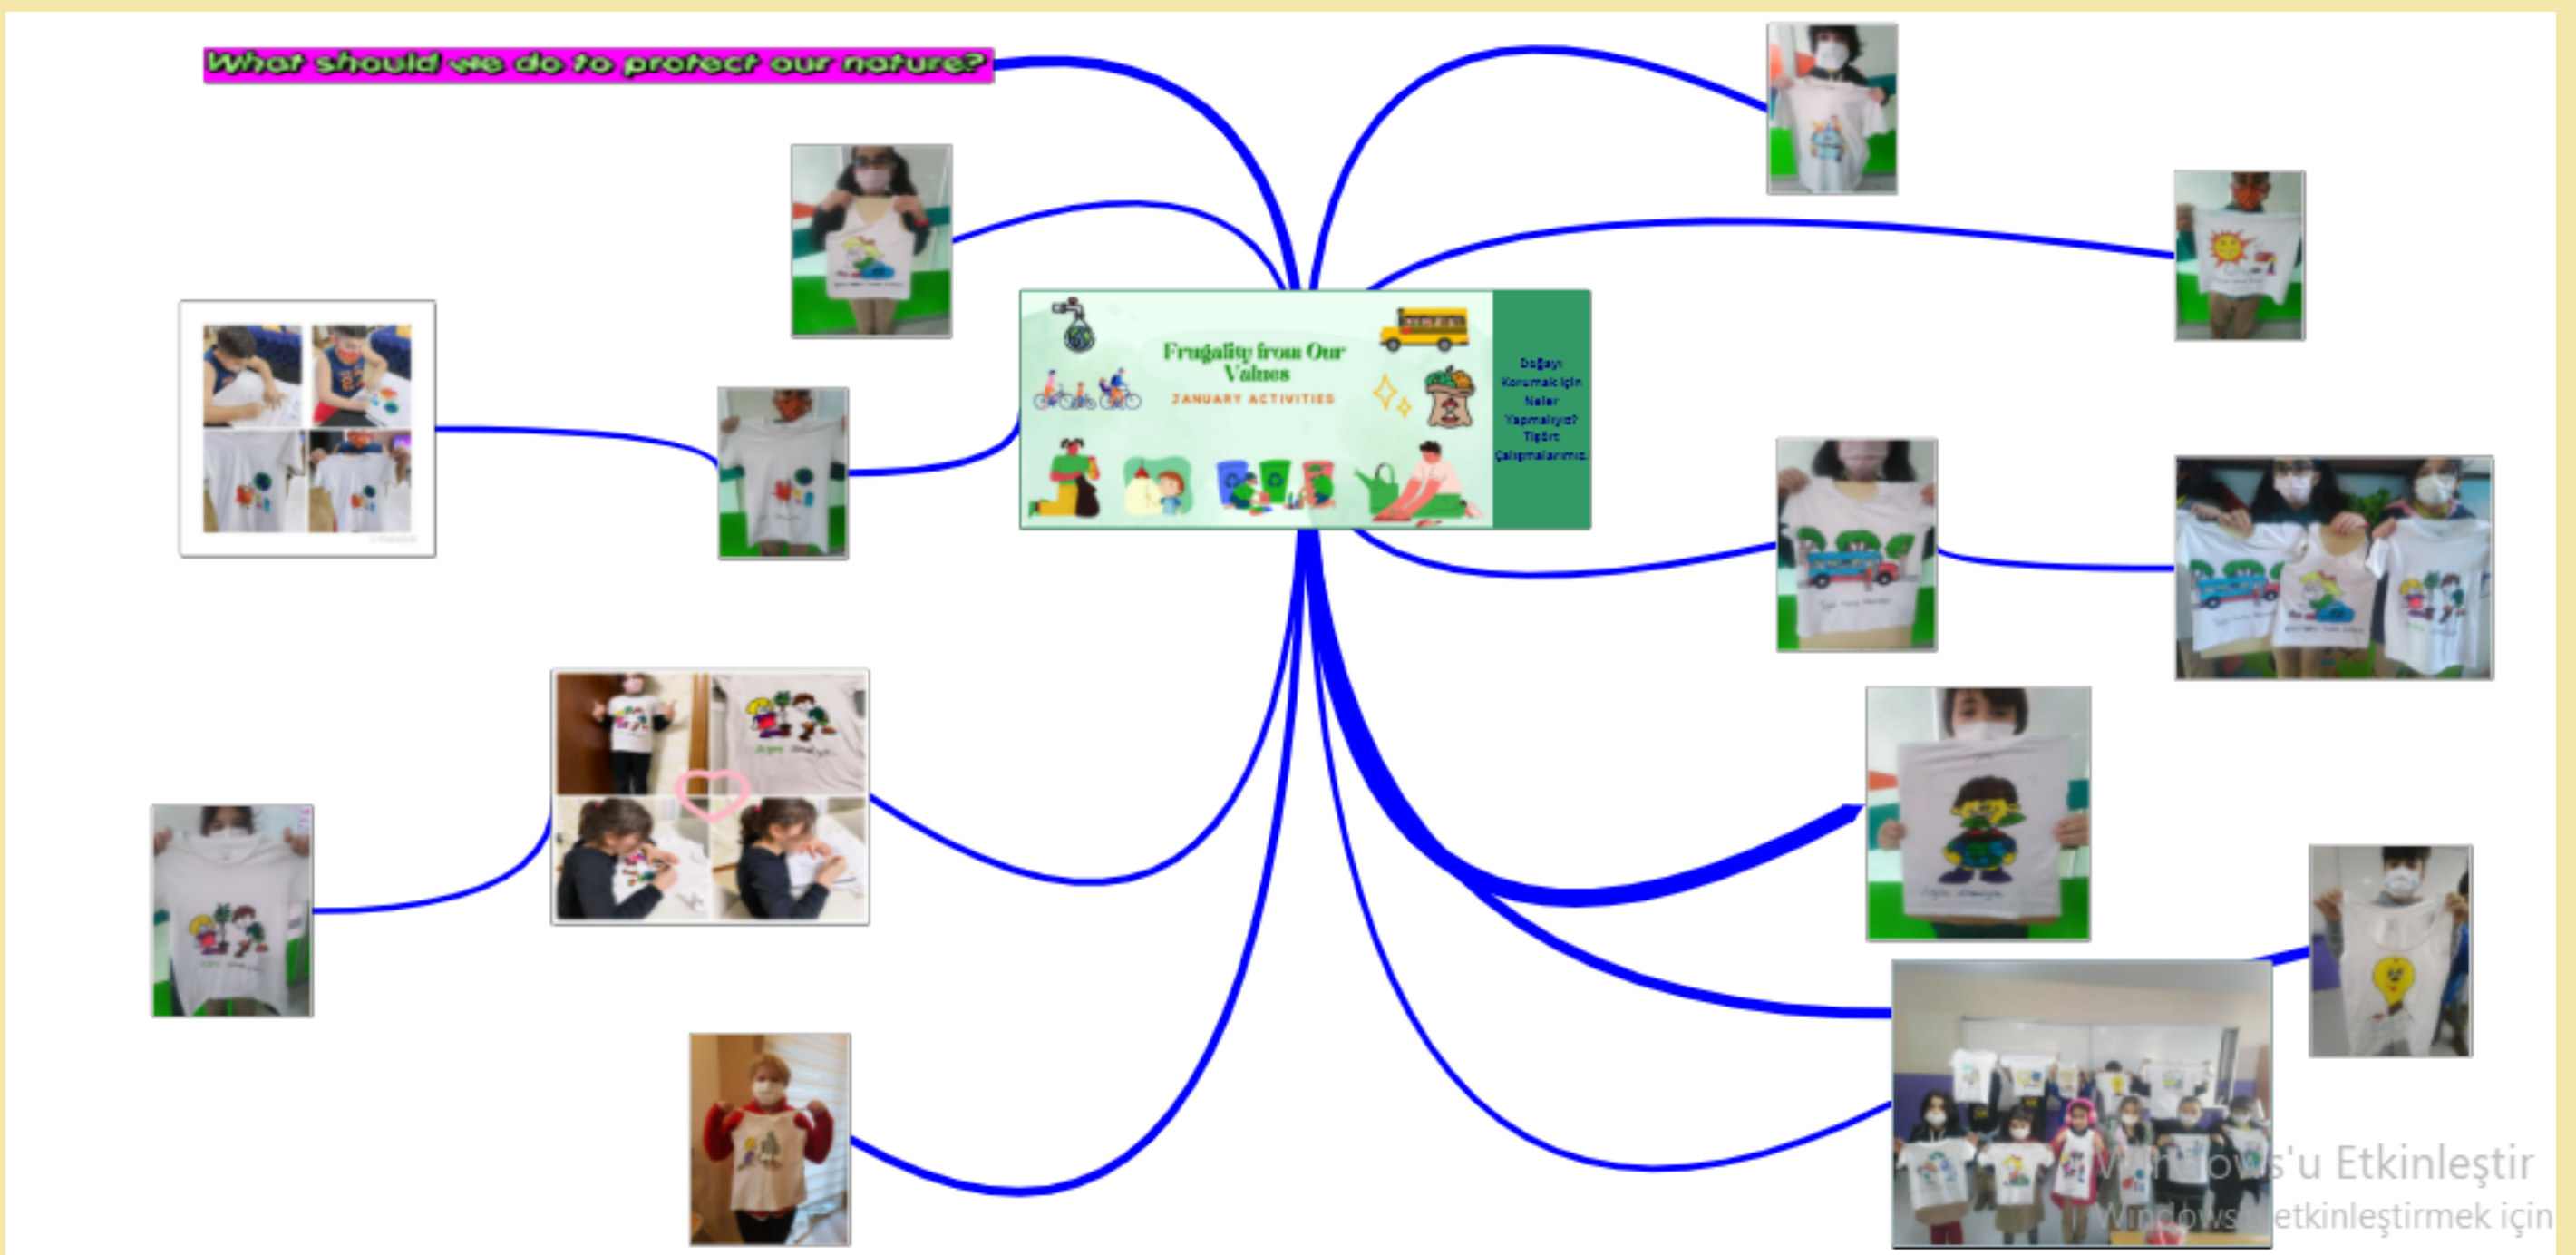 What should we do to protect our nature?
Frugality from Our
Values
JANUARY ACTIVITIES
Doğayı
Korumak için
Neler
Yapmalıyız?
Tişört
Çalışmalarımız.
Windows'u Etkinleştir
Windows'u etkinleştirmek için